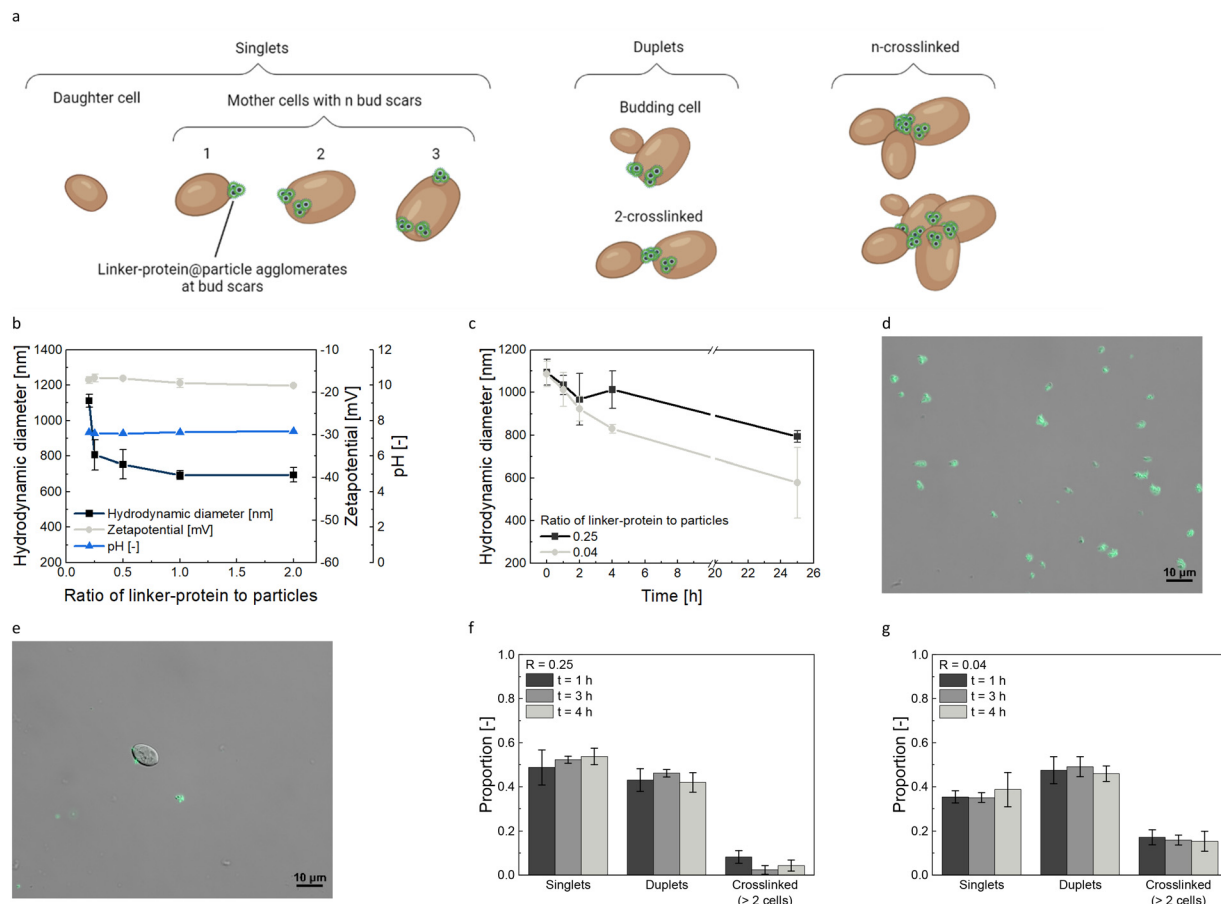 a
Singlets
Duplets
n-crosslinked
Daughter cell
Mother cells with n bud scars
Budding cell
1
2
3
2-crosslinked
Linker-protein@particle agglomerates
at bud scars
b
Hydrodynamic diameter [nm]
1400
1200
1000
800
600
400
200
0.0
0.5
1.0
1.5
2.0
Ratio of linker-protein to particles
Hydrodynamic diameter [nm]
Zetapotential [mV]
pH [-]
-10
-20
-30
-40
-50
-60
Zetapotential [mV]
12
10
8
6
4
2
0
pH [-]
c
Hydrodynamic diameter [nm]
1200
1000
800
600
400
200
Ratio of linker-protein to particles
0.25
0.04
0
2
4
6
8
20
20
22
24
26
Time [h]
d
10 µm
e
10 µm
f
Proportion [-]
1.0
0.8
0.6
0.4
0.2
0.0
R = 0.25
t = 1 h
t = 3 h
t = 4 h
Singlets
Duplets
Crosslinked
(> 2 cells)
g
Proportion [-]
1.0
0.8
0.6
0.4
0.2
0.0
R = 0.04
t = 1 h
t = 3 h
t = 4 h
Singlets
Duplets
Crosslinked
(> 2 cells)